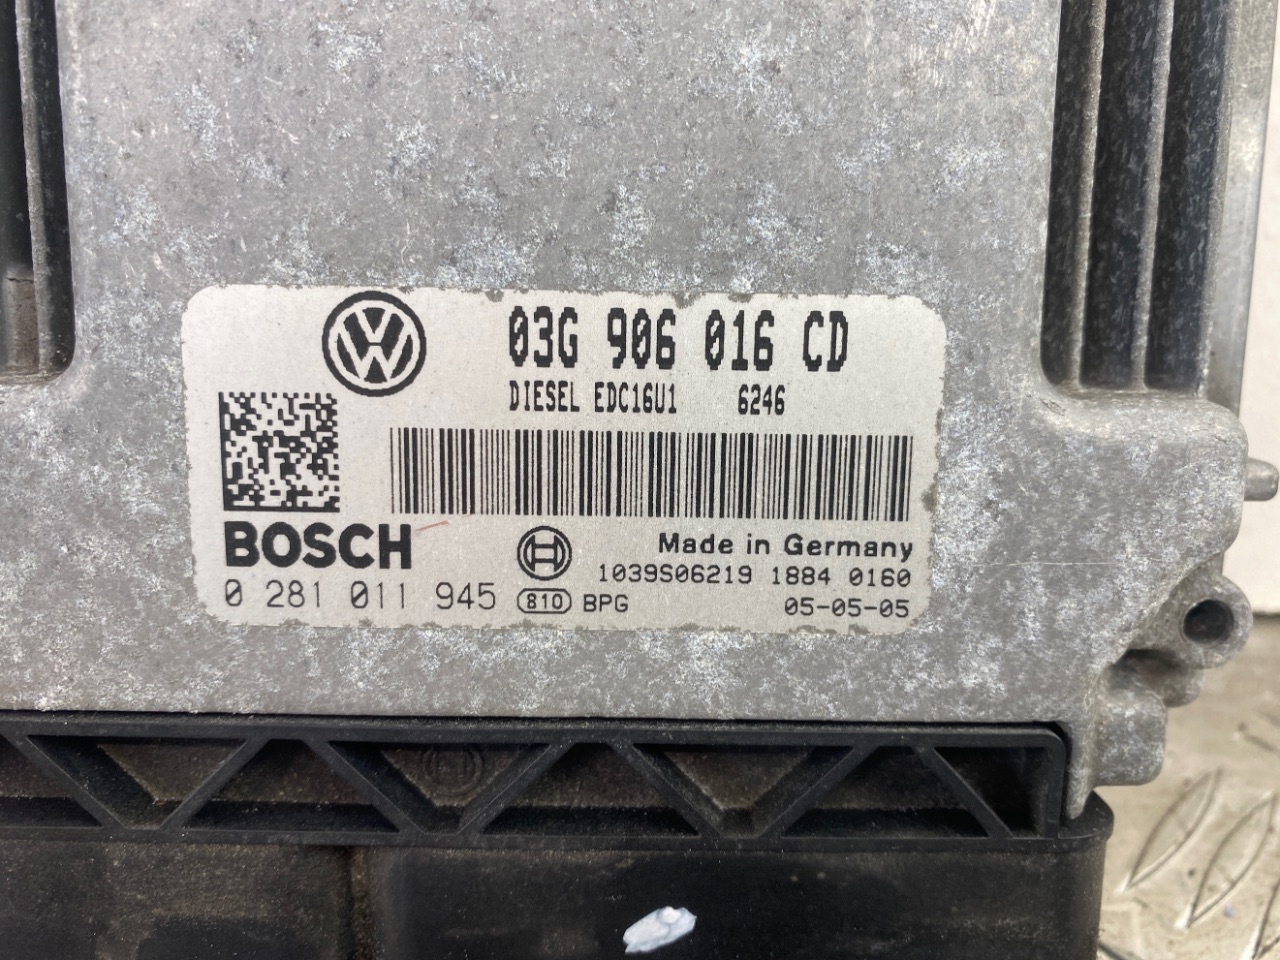 03G 906 016 CD
DIESEL EDC16U1 6246
BOSCH
Made in Germany
1039S06219 1884 0160
0 281 011 945 810 BPG 05-05-05